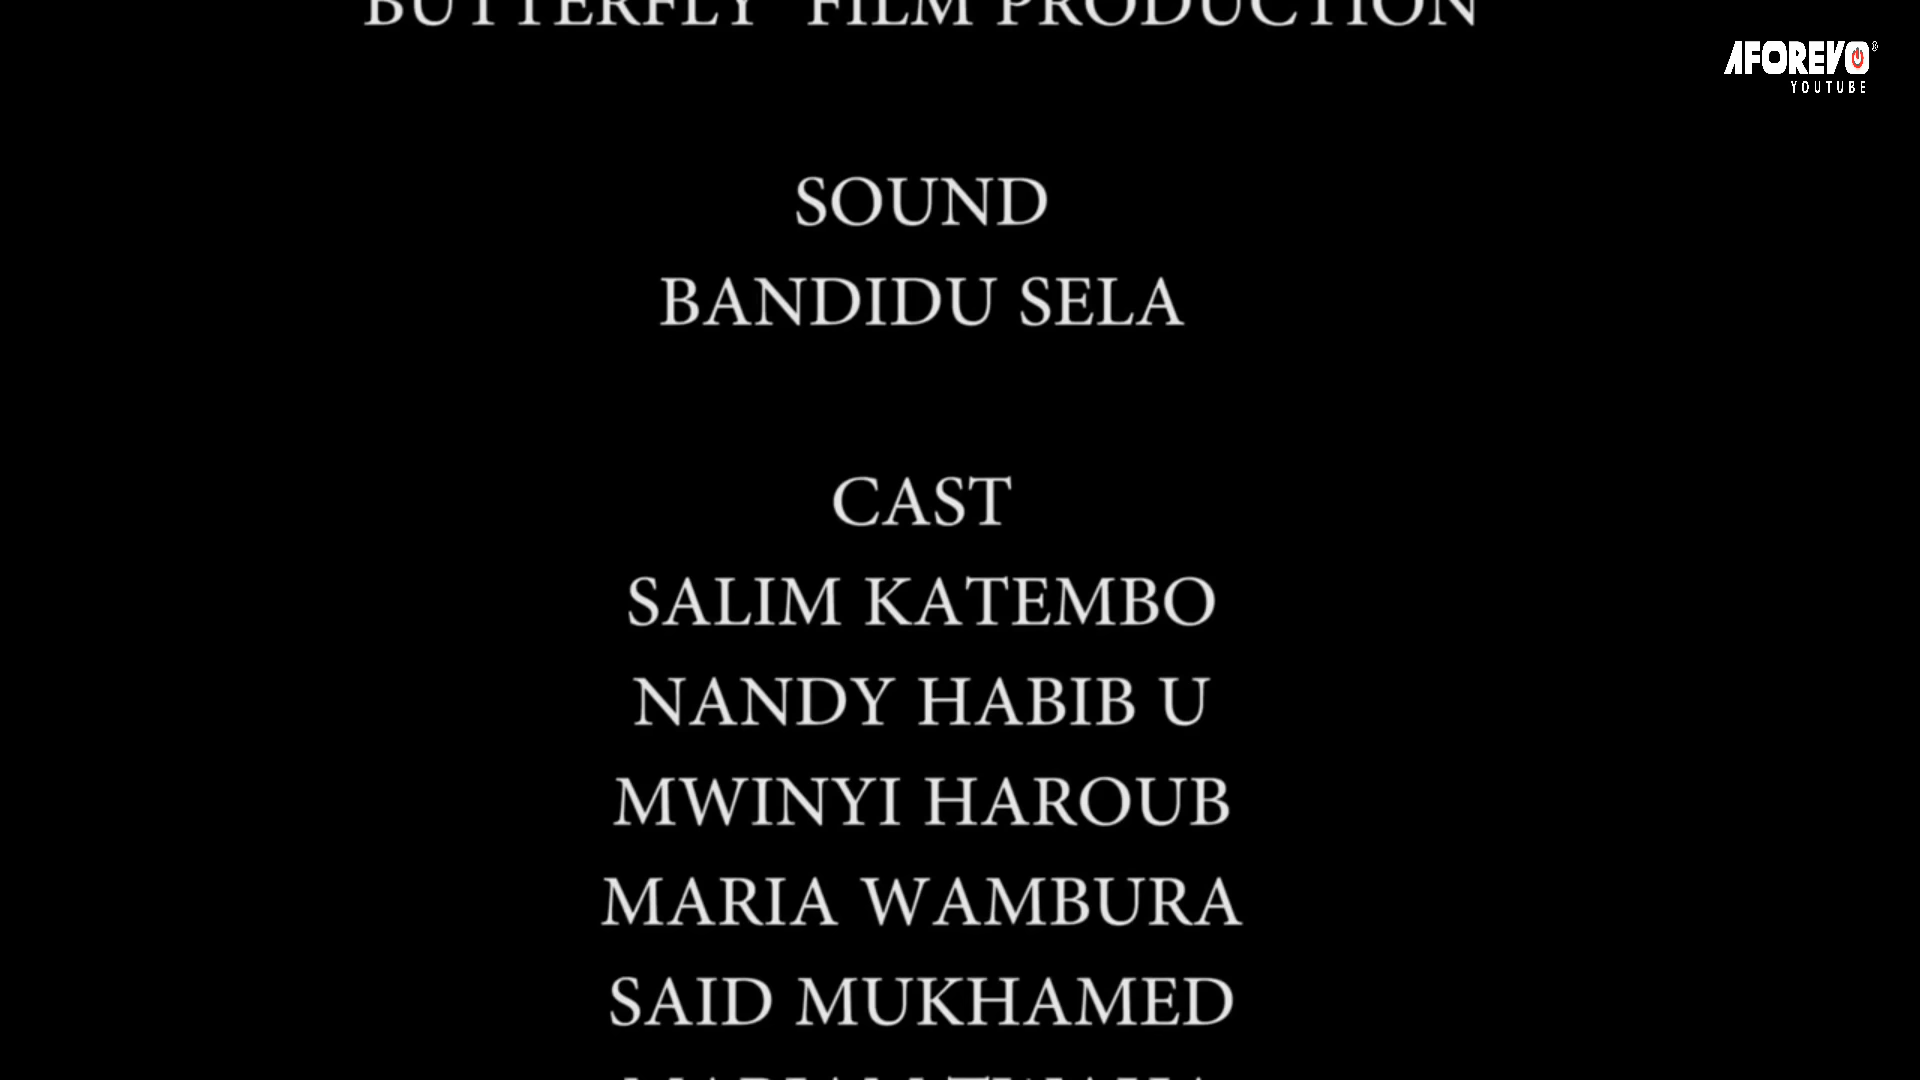 BUTTERFLY FILM PRODUCTION
AFOREVO®
YOUTUBE
SOUND
BANDIDU SELA
CAST
SALIM KATEMBO
NANDY HABIB U
MWINYI HAROUB
MARIA WAMBURA
SAID MUKHAMED